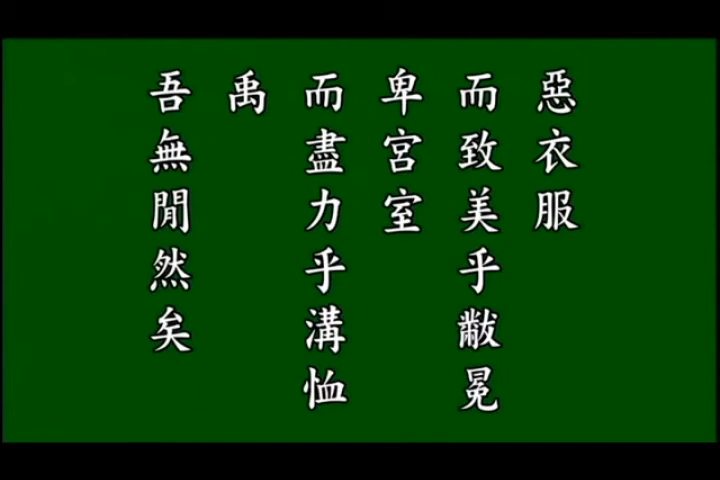 惡衣服
而致美乎黻冕
卑宮室
而盡力乎溝恤
禹
吾無閒然矣